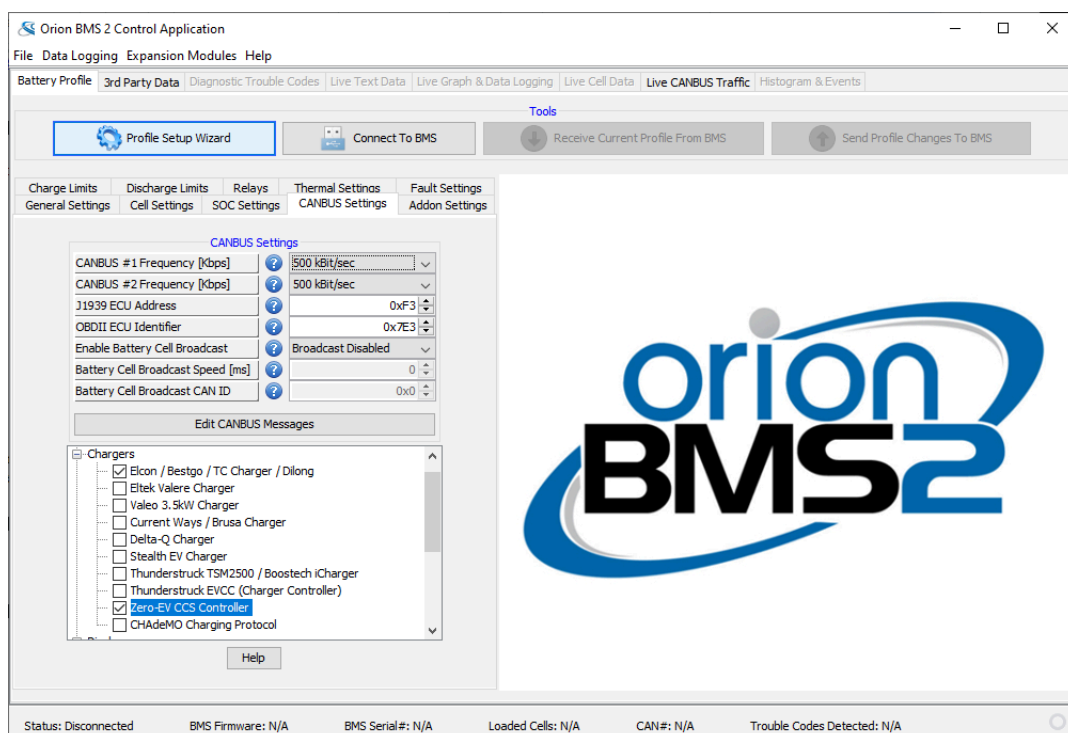 Orion BMS 2 Control Application
File Data Logging Expansion Modules Help
Battery Profile 3rd Party Data Diagnostic Trouble Codes Live Text Data Live Graph & Data Logging Live Cell Data Live CANBUS Traffic Histogram & Events
Tools
Profile Setup Wizard Connect To BMS Receive Current Profile From BMS Send Profile Changes To BMS
Charge Limits Discharge Limits Relays Thermal Settings Fault Settings
General Settings Cell Settings SOC Settings CANBUS Settings Addon Settings
CANBUS Settings
CANBUS #1 Frequency [Kbps] ? 500 kBit/sec
CANBUS #2 Frequency [Kbps] ? 500 kBit/sec
J1939 ECU Address ? 0xF3
OBDII ECU Identifier ? 0x7E3
Enable Battery Cell Broadcast ? Broadcast Disabled
Battery Cell Broadcast Speed [ms] ? 0
Battery Cell Broadcast CAN ID ? 0x0
Edit CANBUS Messages
Chargers
Elcon / Bestgo / TC Charger / Dilong
Eltek Valere Charger
Valeo 3.5kW Charger
Current Ways / Brusa Charger
Delta-Q Charger
Stealth EV Charger
Thunderstruck TSM2500 / Boostech iCharger
Thunderstruck EVCC (Charger Controller)
Zero-EV CCS Controller
CHAdeMO Charging Protocol
Help
orion
BMS2
Status: Disconnected BMS Firmware: N/A BMS Serial#: N/A Loaded Cells: N/A CAN#: N/A Trouble Codes Detected: N/A